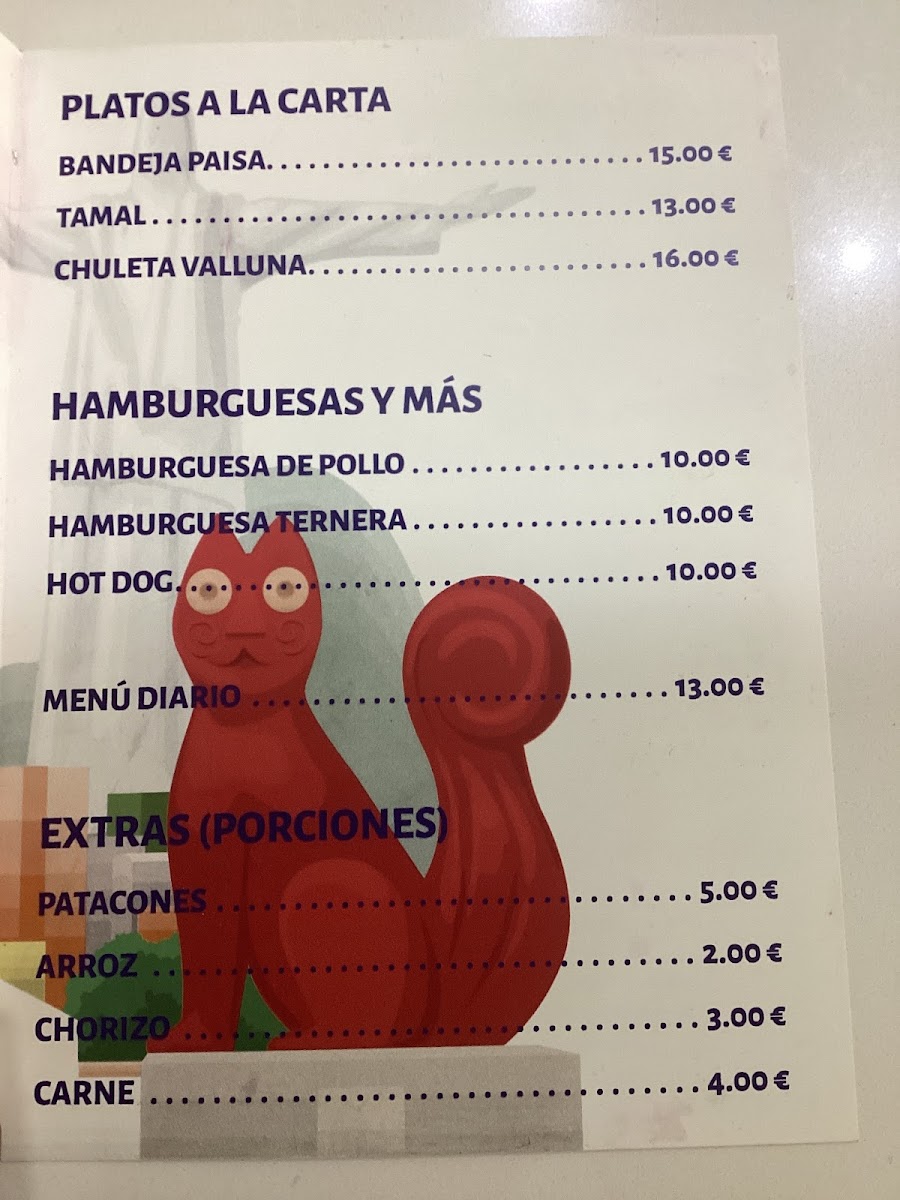 PLATOS A LA CARTA
BANDEJA PAISA. . . . . . . . . . . . . . . . . . . . . . . . . . . . . 15.00 €
TAMAL . . . . . . . . . . . . . . . . . . . . . . . . . . . . . . . . . . . . . . 13.00 €
CHULETA VALLUNA. . . . . . . . . . . . . . . . . . . . . . . . . . 16.00 €
HAMBURGUESAS Y MÁS
HAMBURGUESA DE POLLO . . . . . . . . . . . . . . . . . 10.00 €
HAMBURGUESA TERNERA . . . . . . . . . . . . . . . . . 10.00 €
HOT DOG. . . . . . . . . . . . . . . . . . . . . . . . . . . . . . . . . 10.00 €
MENÚ DIARIO . . . . . . . . . . . . . . . . . . . . . . . . . . . . 13.00 €
EXTRAS (PORCIONES)
PATACONES . . . . . . . . . . . . . . . . . . . . . . . . . . . . . . . 5.00 €
ARROZ . . . . . . . . . . . . . . . . . . . . . . . . . . . . . . . . . . . 2.00 €
CHORIZO . . . . . . . . . . . . . . . . . . . . . . . . . . . . . . . . . 3.00 €
CARNE . . . . . . . . . . . . . . . . . . . . . . . . . . . . . . . . . . . 4.00 €